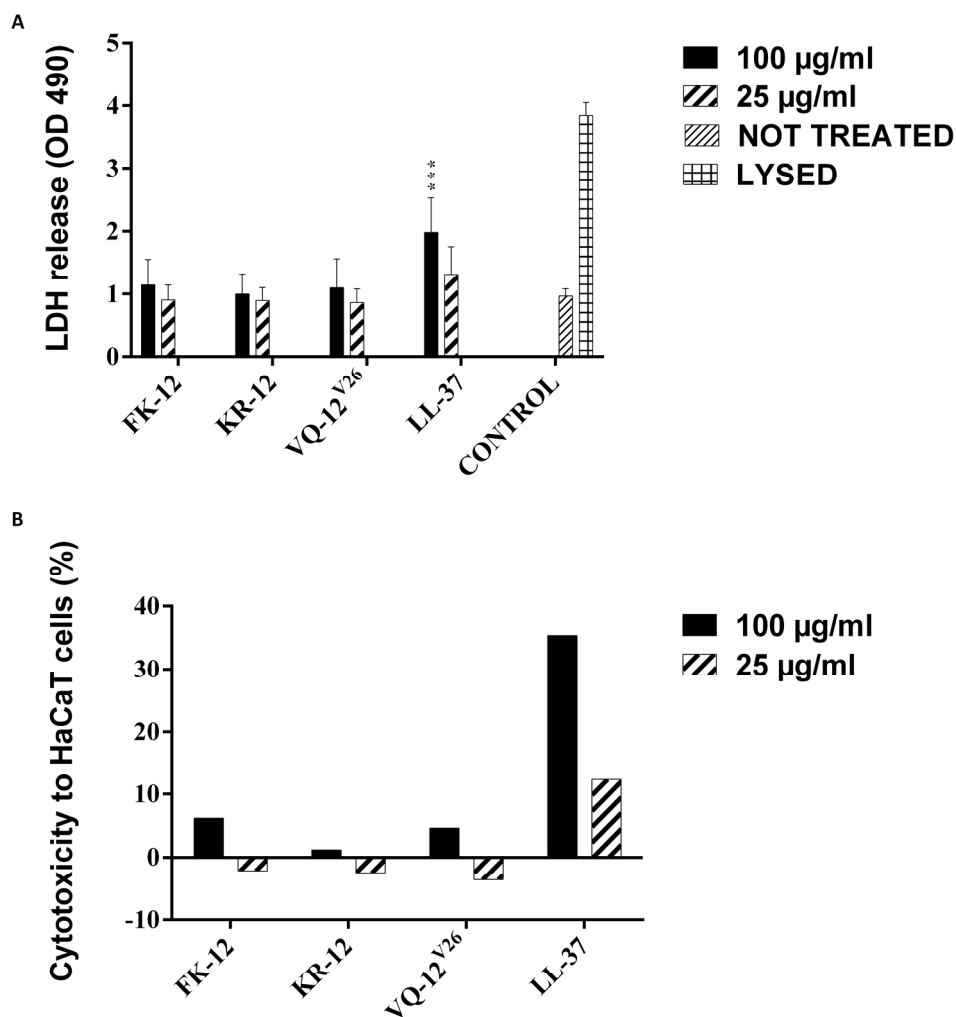 A
LDH release (OD 490)
5
4
3
2
1
0
***
FK-12
KR-12
VQ-12V26
LL-37
CONTROL
100 µg/ml
25 µg/ml
NOT TREATED
LYSED
B
Cytotoxicity to HaCaT cells (%)
40
30
20
10
0
-10
FK-12
KR-12
VQ-12V26
LL-37
100 µg/ml
25 µg/ml